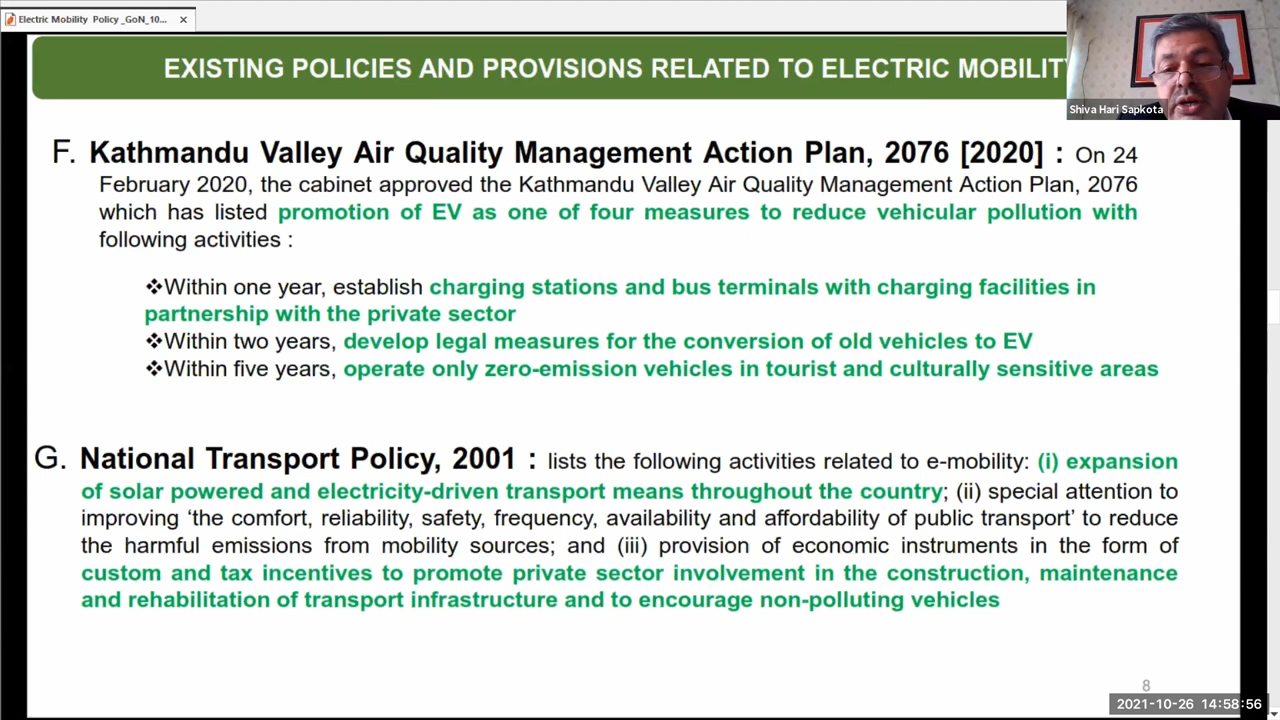 Electric Mobility Policy _GoN_10...
EXISTING POLICIES AND PROVISIONS RELATED TO ELECTRIC MOBILITY
Shiva Hari Sapkota
F. Kathmandu Valley Air Quality Management Action Plan, 2076 [2020] : On 24
February 2020, the cabinet approved the Kathmandu Valley Air Quality Management Action Plan, 2076
which has listed promotion of EV as one of four measures to reduce vehicular pollution with
following activities :
❖Within one year, establish charging stations and bus terminals with charging facilities in
partnership with the private sector
❖Within two years, develop legal measures for the conversion of old vehicles to EV
❖Within five years, operate only zero-emission vehicles in tourist and culturally sensitive areas
G. National Transport Policy, 2001 : lists the following activities related to e-mobility: (i) expansion
of solar powered and electricity-driven transport means throughout the country; (ii) special attention to
improving ‘the comfort, reliability, safety, frequency, availability and affordability of public transport’ to reduce
the harmful emissions from mobility sources; and (iii) provision of economic instruments in the form of
custom and tax incentives to promote private sector involvement in the construction, maintenance
and rehabilitation of transport infrastructure and to encourage non-polluting vehicles
8
2021-10-26 14:58:56